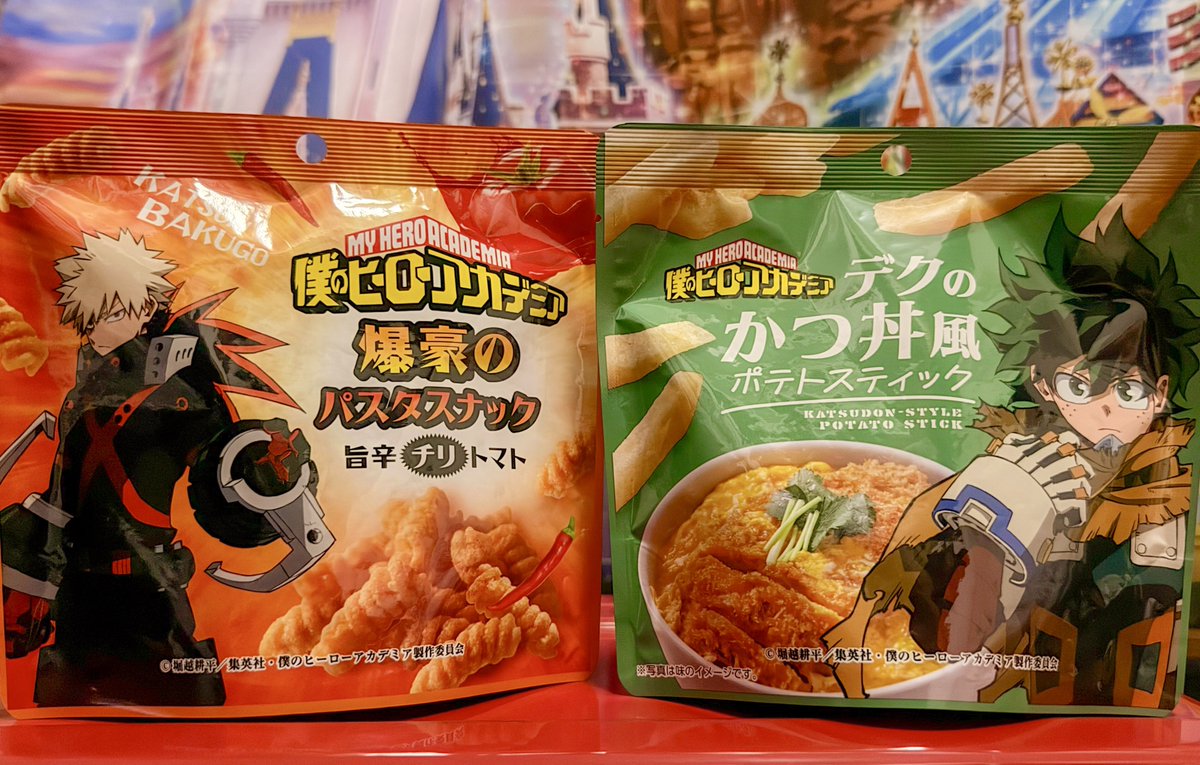 KATSUKI
BAKUGO
MY HERO ACADEMIA
僕のヒーローアカデミア
爆豪の
パスタスナック
旨辛チリトマト
©堀越耕平／集英社・僕のヒーローアカデミア製作委員会
MY HERO ACADEMIA
僕のヒーローアカデミア
デクの
かつ丼風
ポテトスティック
KATSUDON-STYLE
POTATO STICK
※写真は味のイメージです。
©堀越耕平／集英社・僕のヒーローアカデミア製作委員会